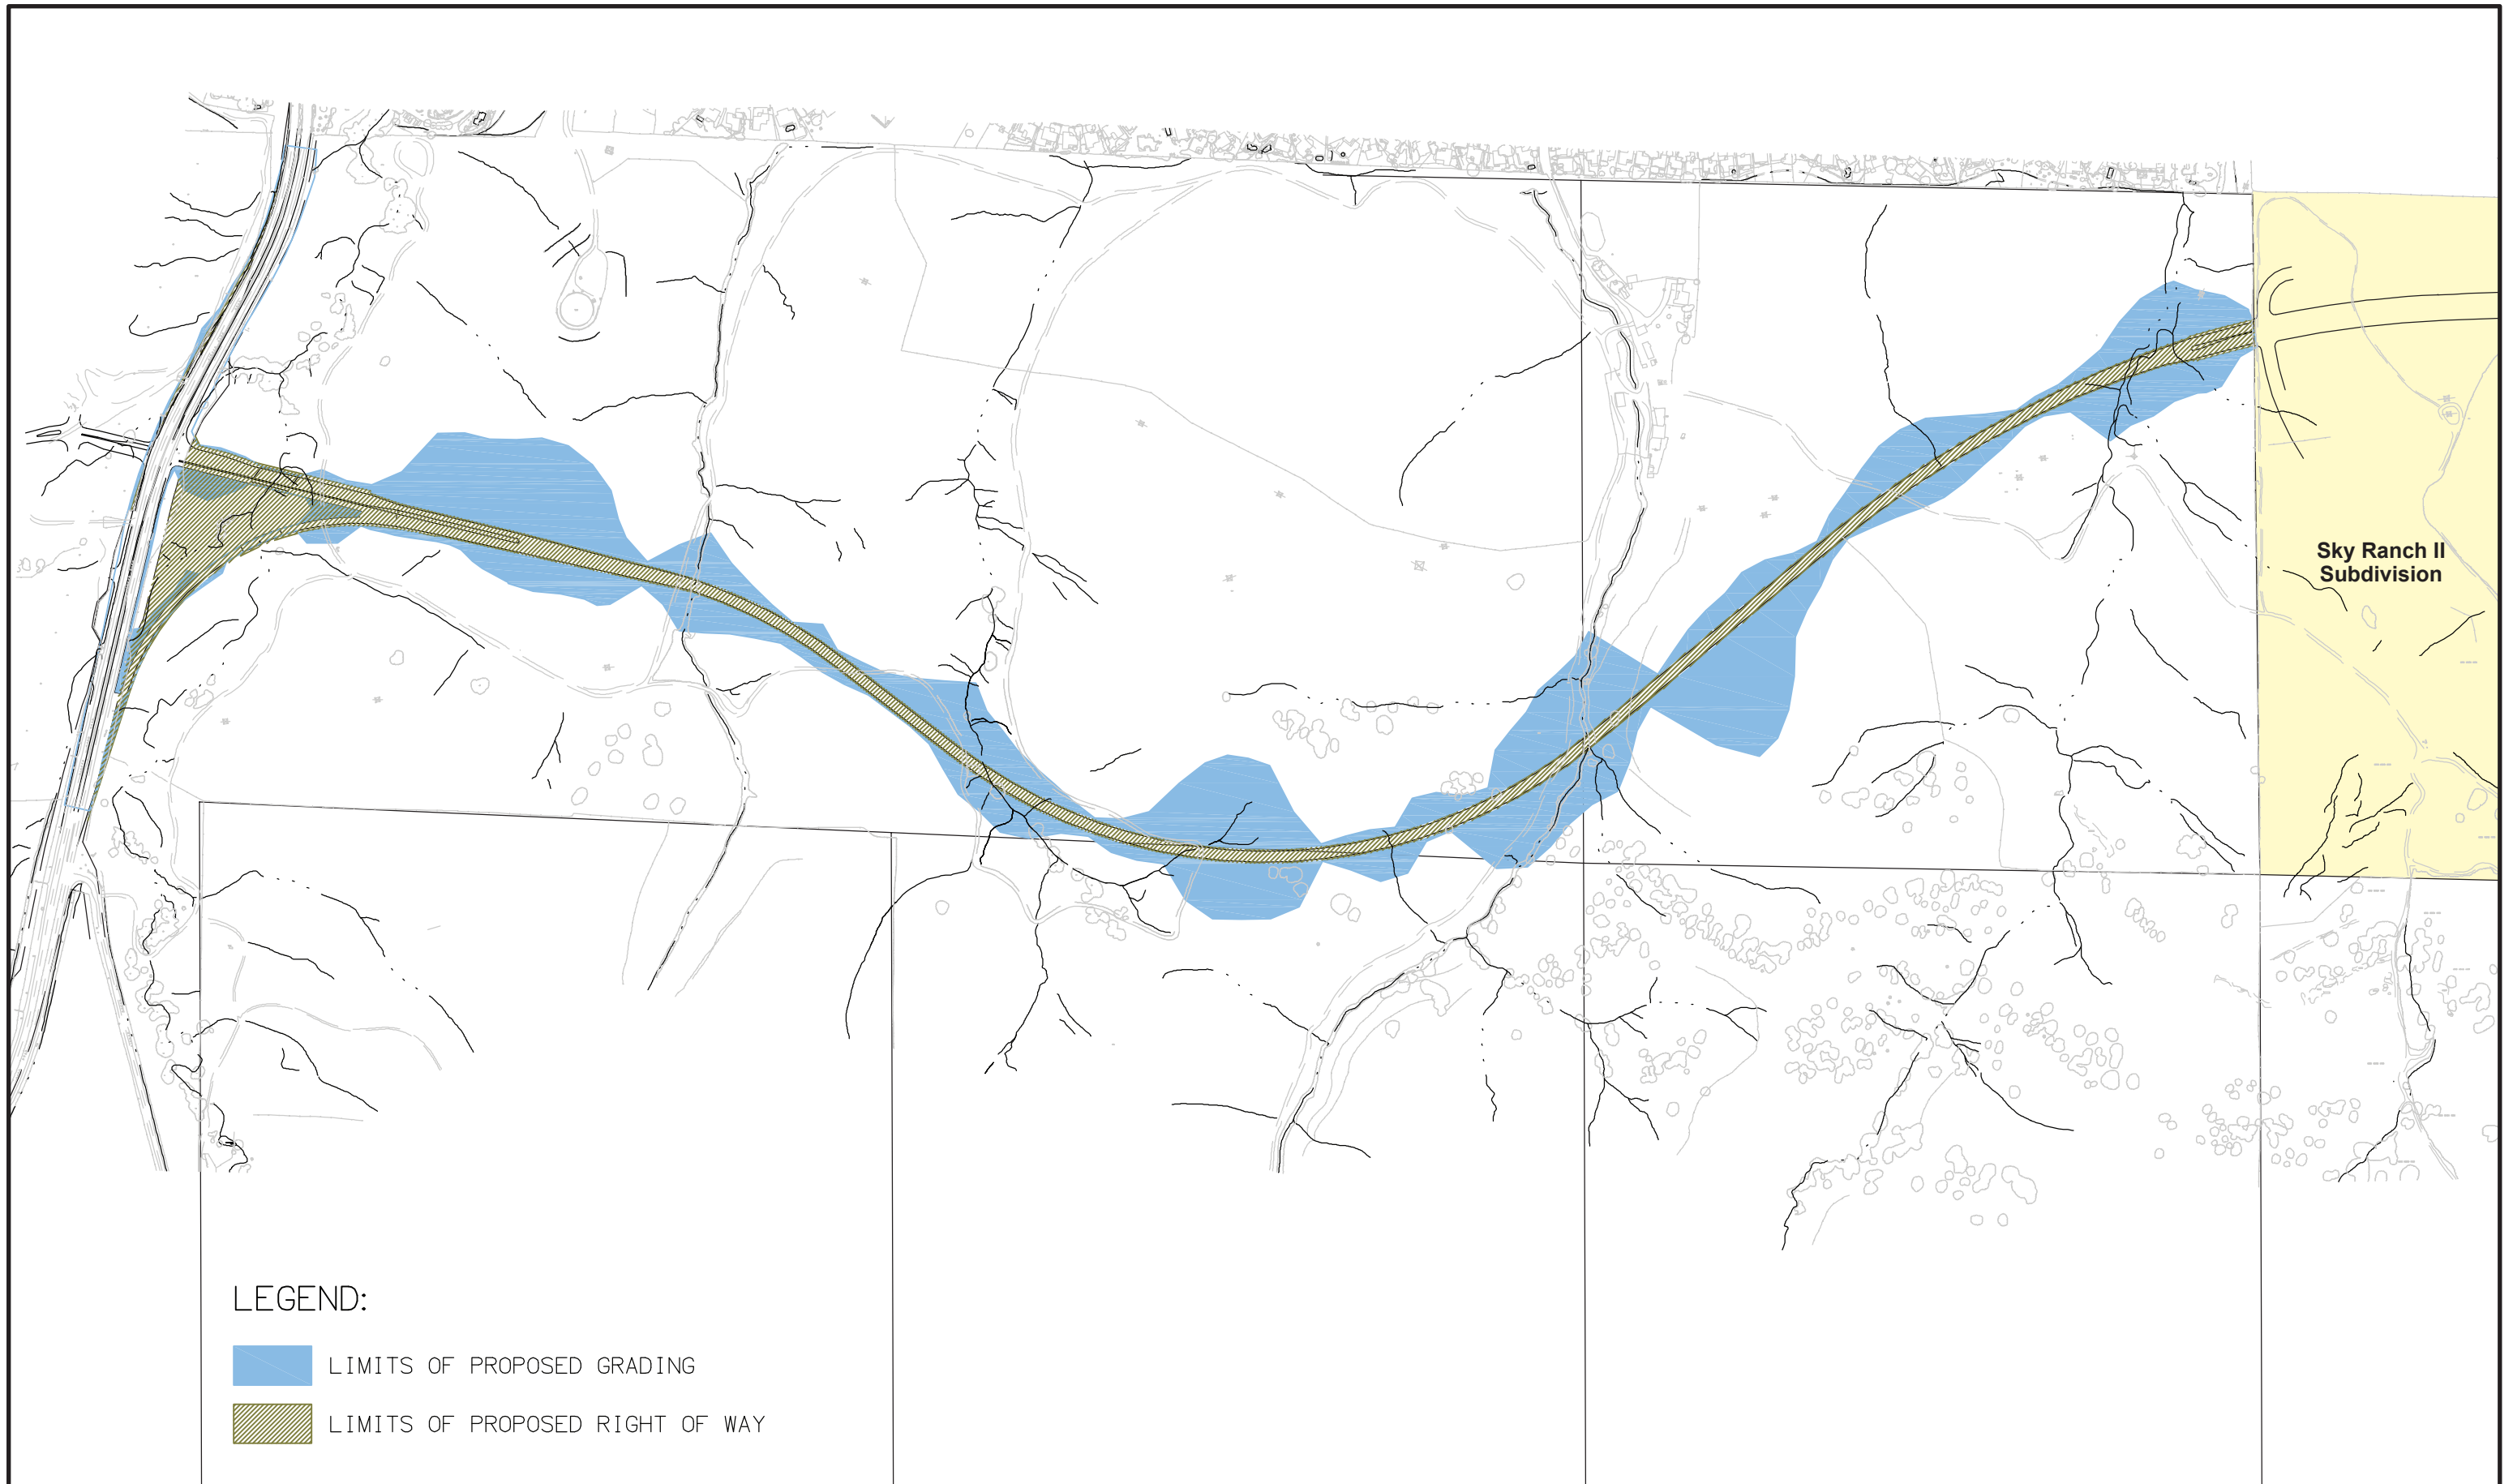 Sky Ranch II
Subdivision
LEGEND:
LIMITS OF PROPOSED GRADING
LIMITS OF PROPOSED RIGHT OF WAY